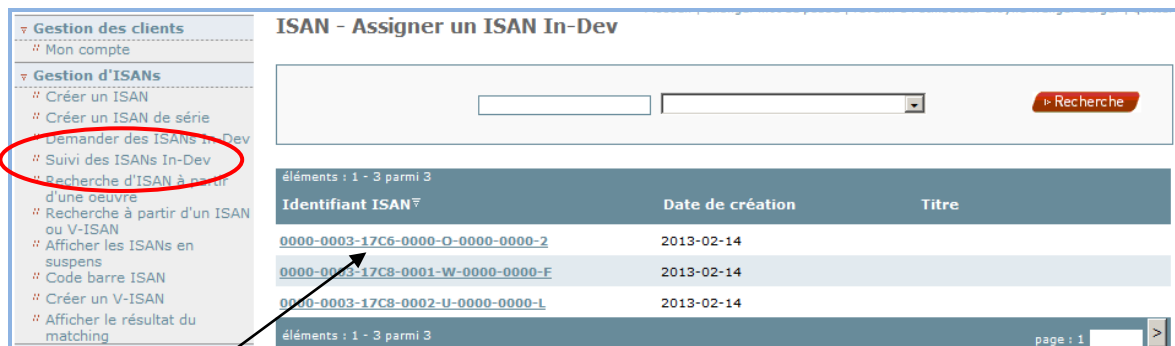 Gestion des clients
Mon compte
Gestion d'ISANs
Créer un ISAN
Créer un ISAN de série
Demander des ISANs In-Dev
Suivi des ISANs In-Dev
Recherche d'ISAN à partir
d'une oeuvre
Recherche à partir d'un ISAN
ou V-ISAN
Afficher les ISANs en
suspens
Code barre ISAN
Créer un V-ISAN
Afficher le résultat du
matching
ISAN - Assigner un ISAN In-Dev
Recherche
éléments : 1 - 3 parmi 3
Identifiant ISAN Date de création Titre
0000-0003-17C6-0000-O-0000-0000-2 2013-02-14
0000-0003-17C8-0001-W-0000-0000-F 2013-02-14
0000-0003-17C8-0002-U-0000-0000-L 2013-02-14
éléments : 1 - 3 parmi 3 page : 1 >